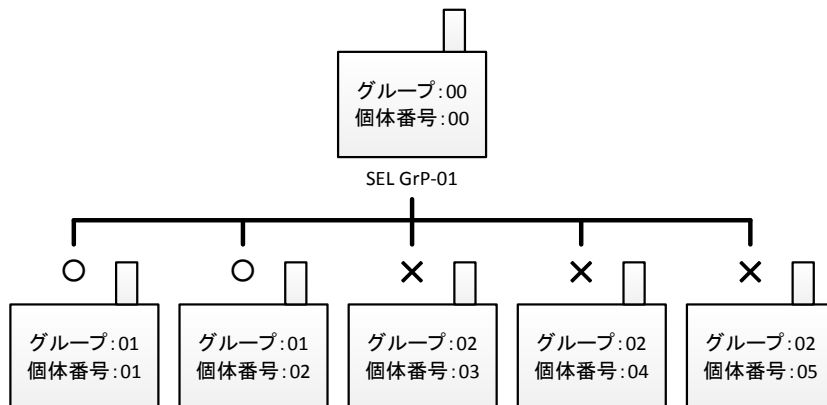 グループ:00
個体番号:00
SEL GrP-01
○
○
×
×
×
グループ:01
個体番号:01
グループ:01
個体番号:02
グループ:02
個体番号:03
グループ:02
個体番号:04
グループ:02
個体番号:05